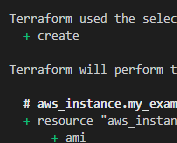 Terraform used the selec
+ create
Terraform will perform t
# aws_instance.my_exam
+ resource "aws_instan
+ ami